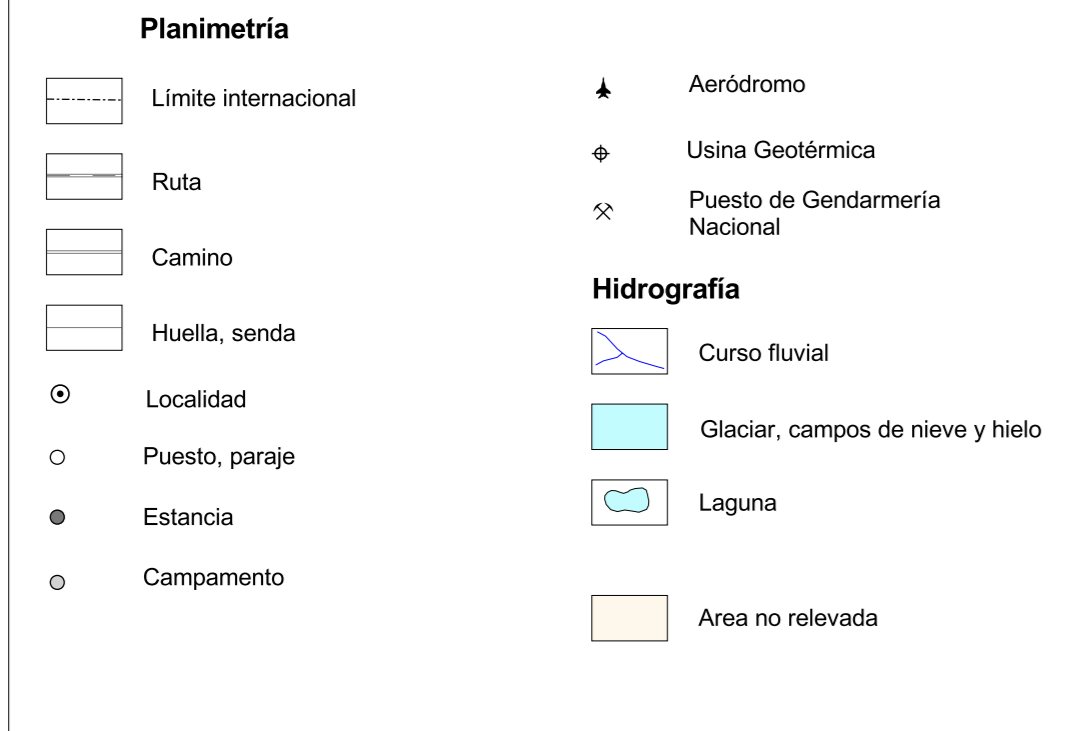 Planimetría
Límite internacional
Ruta
Camino
Huella, senda
Localidad
Puesto, paraje
Estancia
Campamento
Aeródromo
Usina Geotérmica
Puesto de Gendarmería
Nacional
Hidrografía
Curso fluvial
Glaciar, campos de nieve y hielo
Laguna
Area no relevada